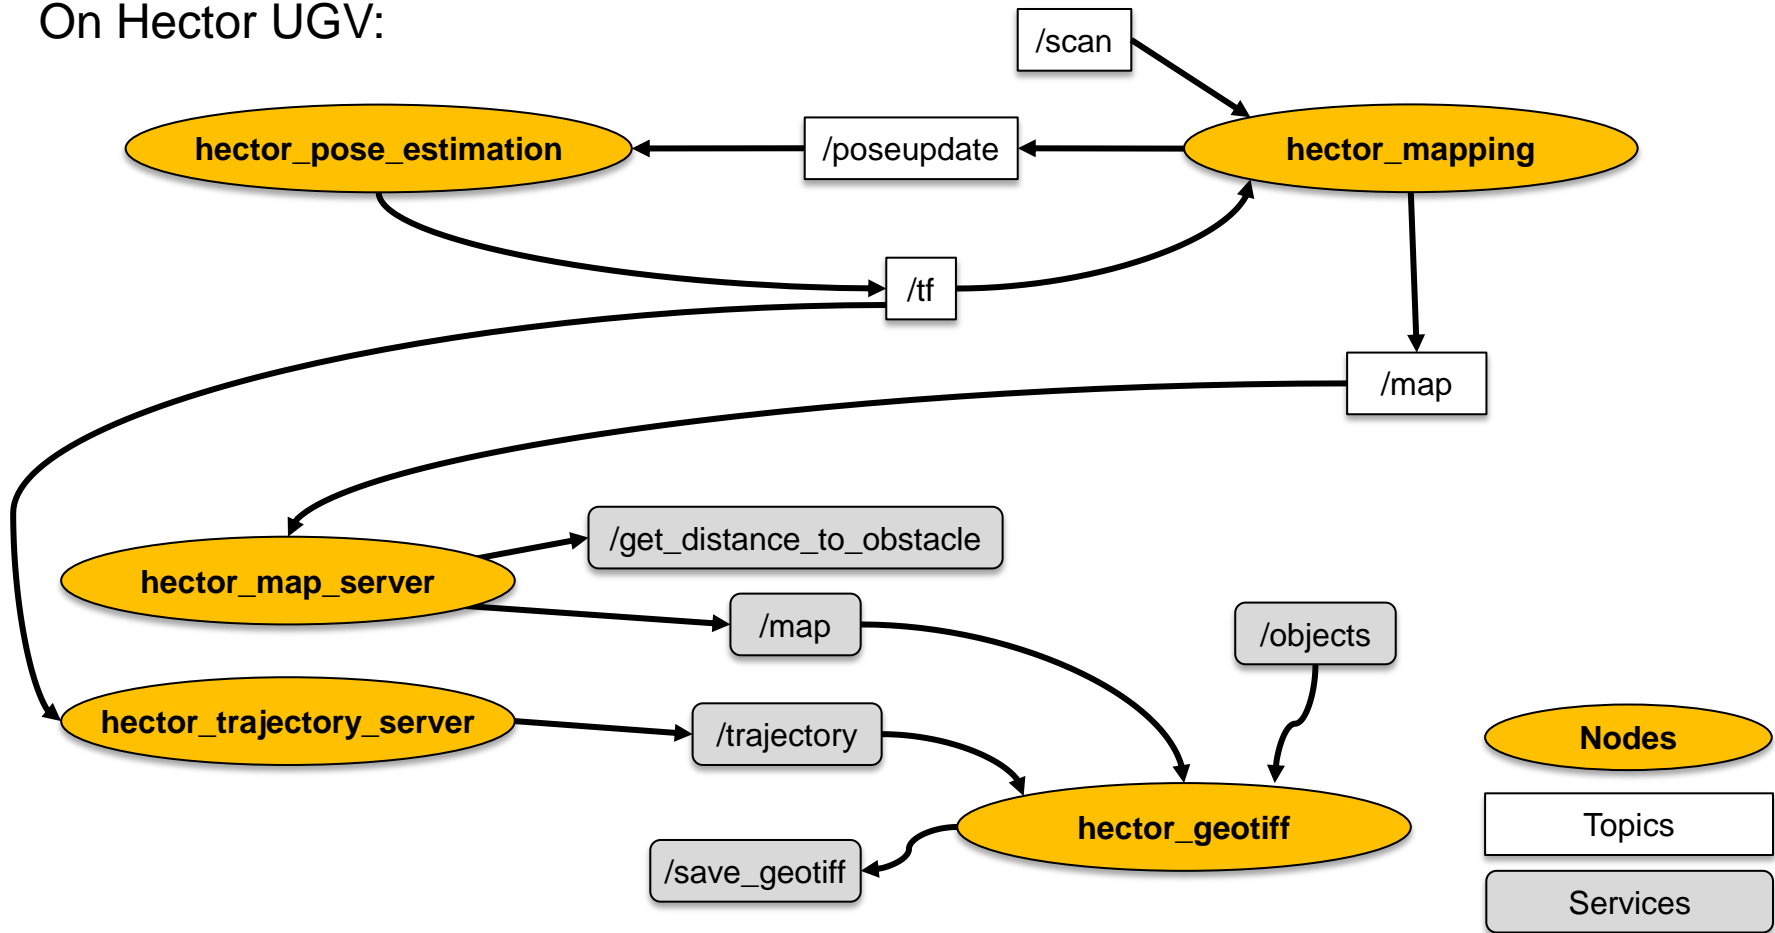 On Hector UGV:
/scan
hector_pose_estimation
/poseupdate
hector_mapping
/tf
/map
/get_distance_to_obstacle
hector_map_server
/map
/objects
hector_trajectory_server
/trajectory
Nodes
hector_geotiff
Topics
/save_geotiff
Services